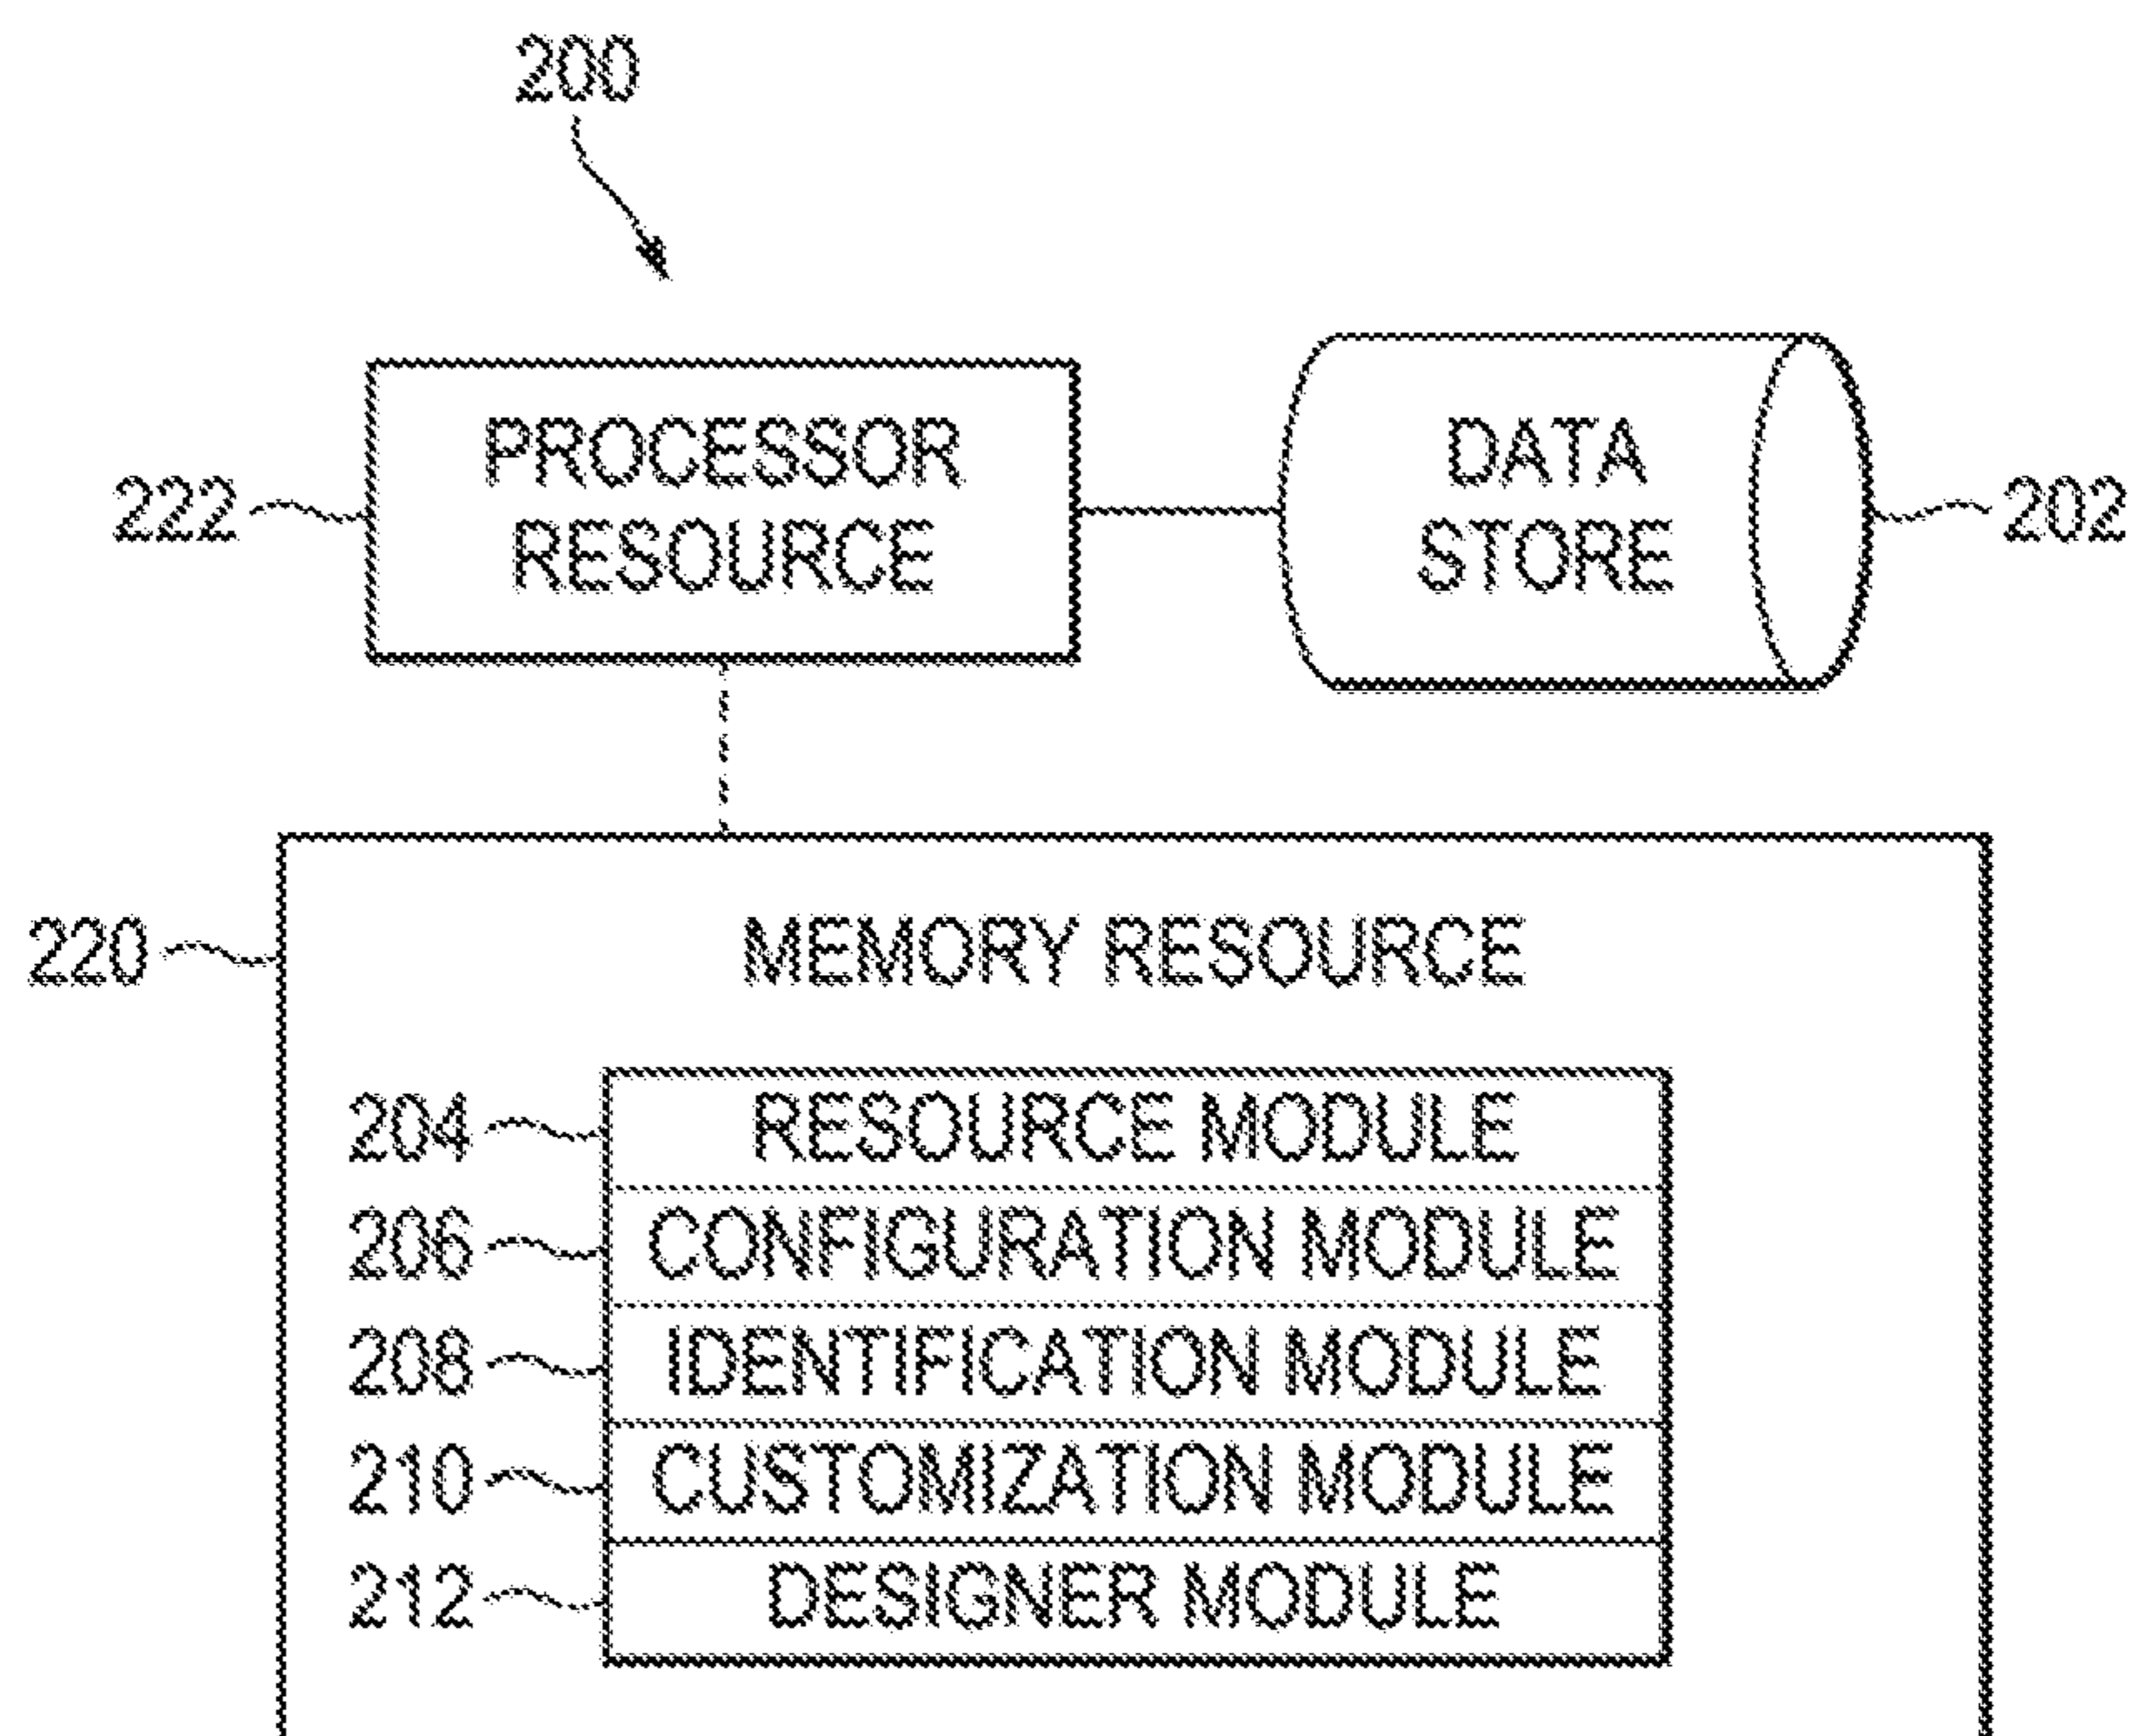 200
PROCESSOR
RESOURCE
222
DATA
STORE
202
220
MEMORY RESOURCE
204 RESOURCE MODULE
206 CONFIGURATION MODULE
208 IDENTIFICATION MODULE
210 CUSTOMIZATION MODULE
212 DESIGNER MODULE